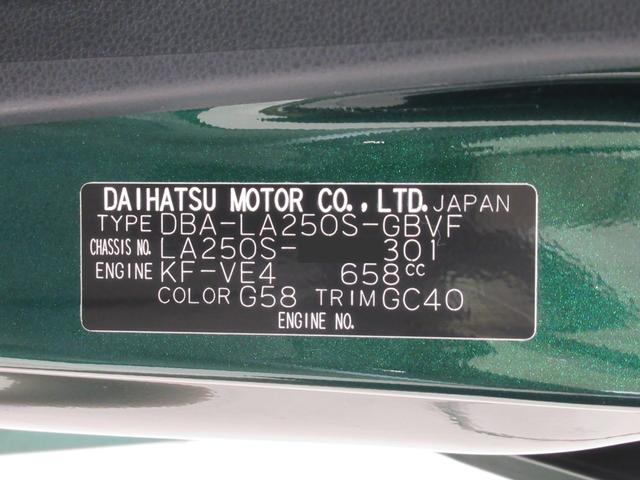 DAIHATSU MOTOR CO., LTD. JAPAN
TYPE DBA-LA250S-GBVF
CHASSIS NO. LA250S- 301
ENGINE KF-VE4 658cc
COLOR G58 TRIM GC40
ENGINE NO.